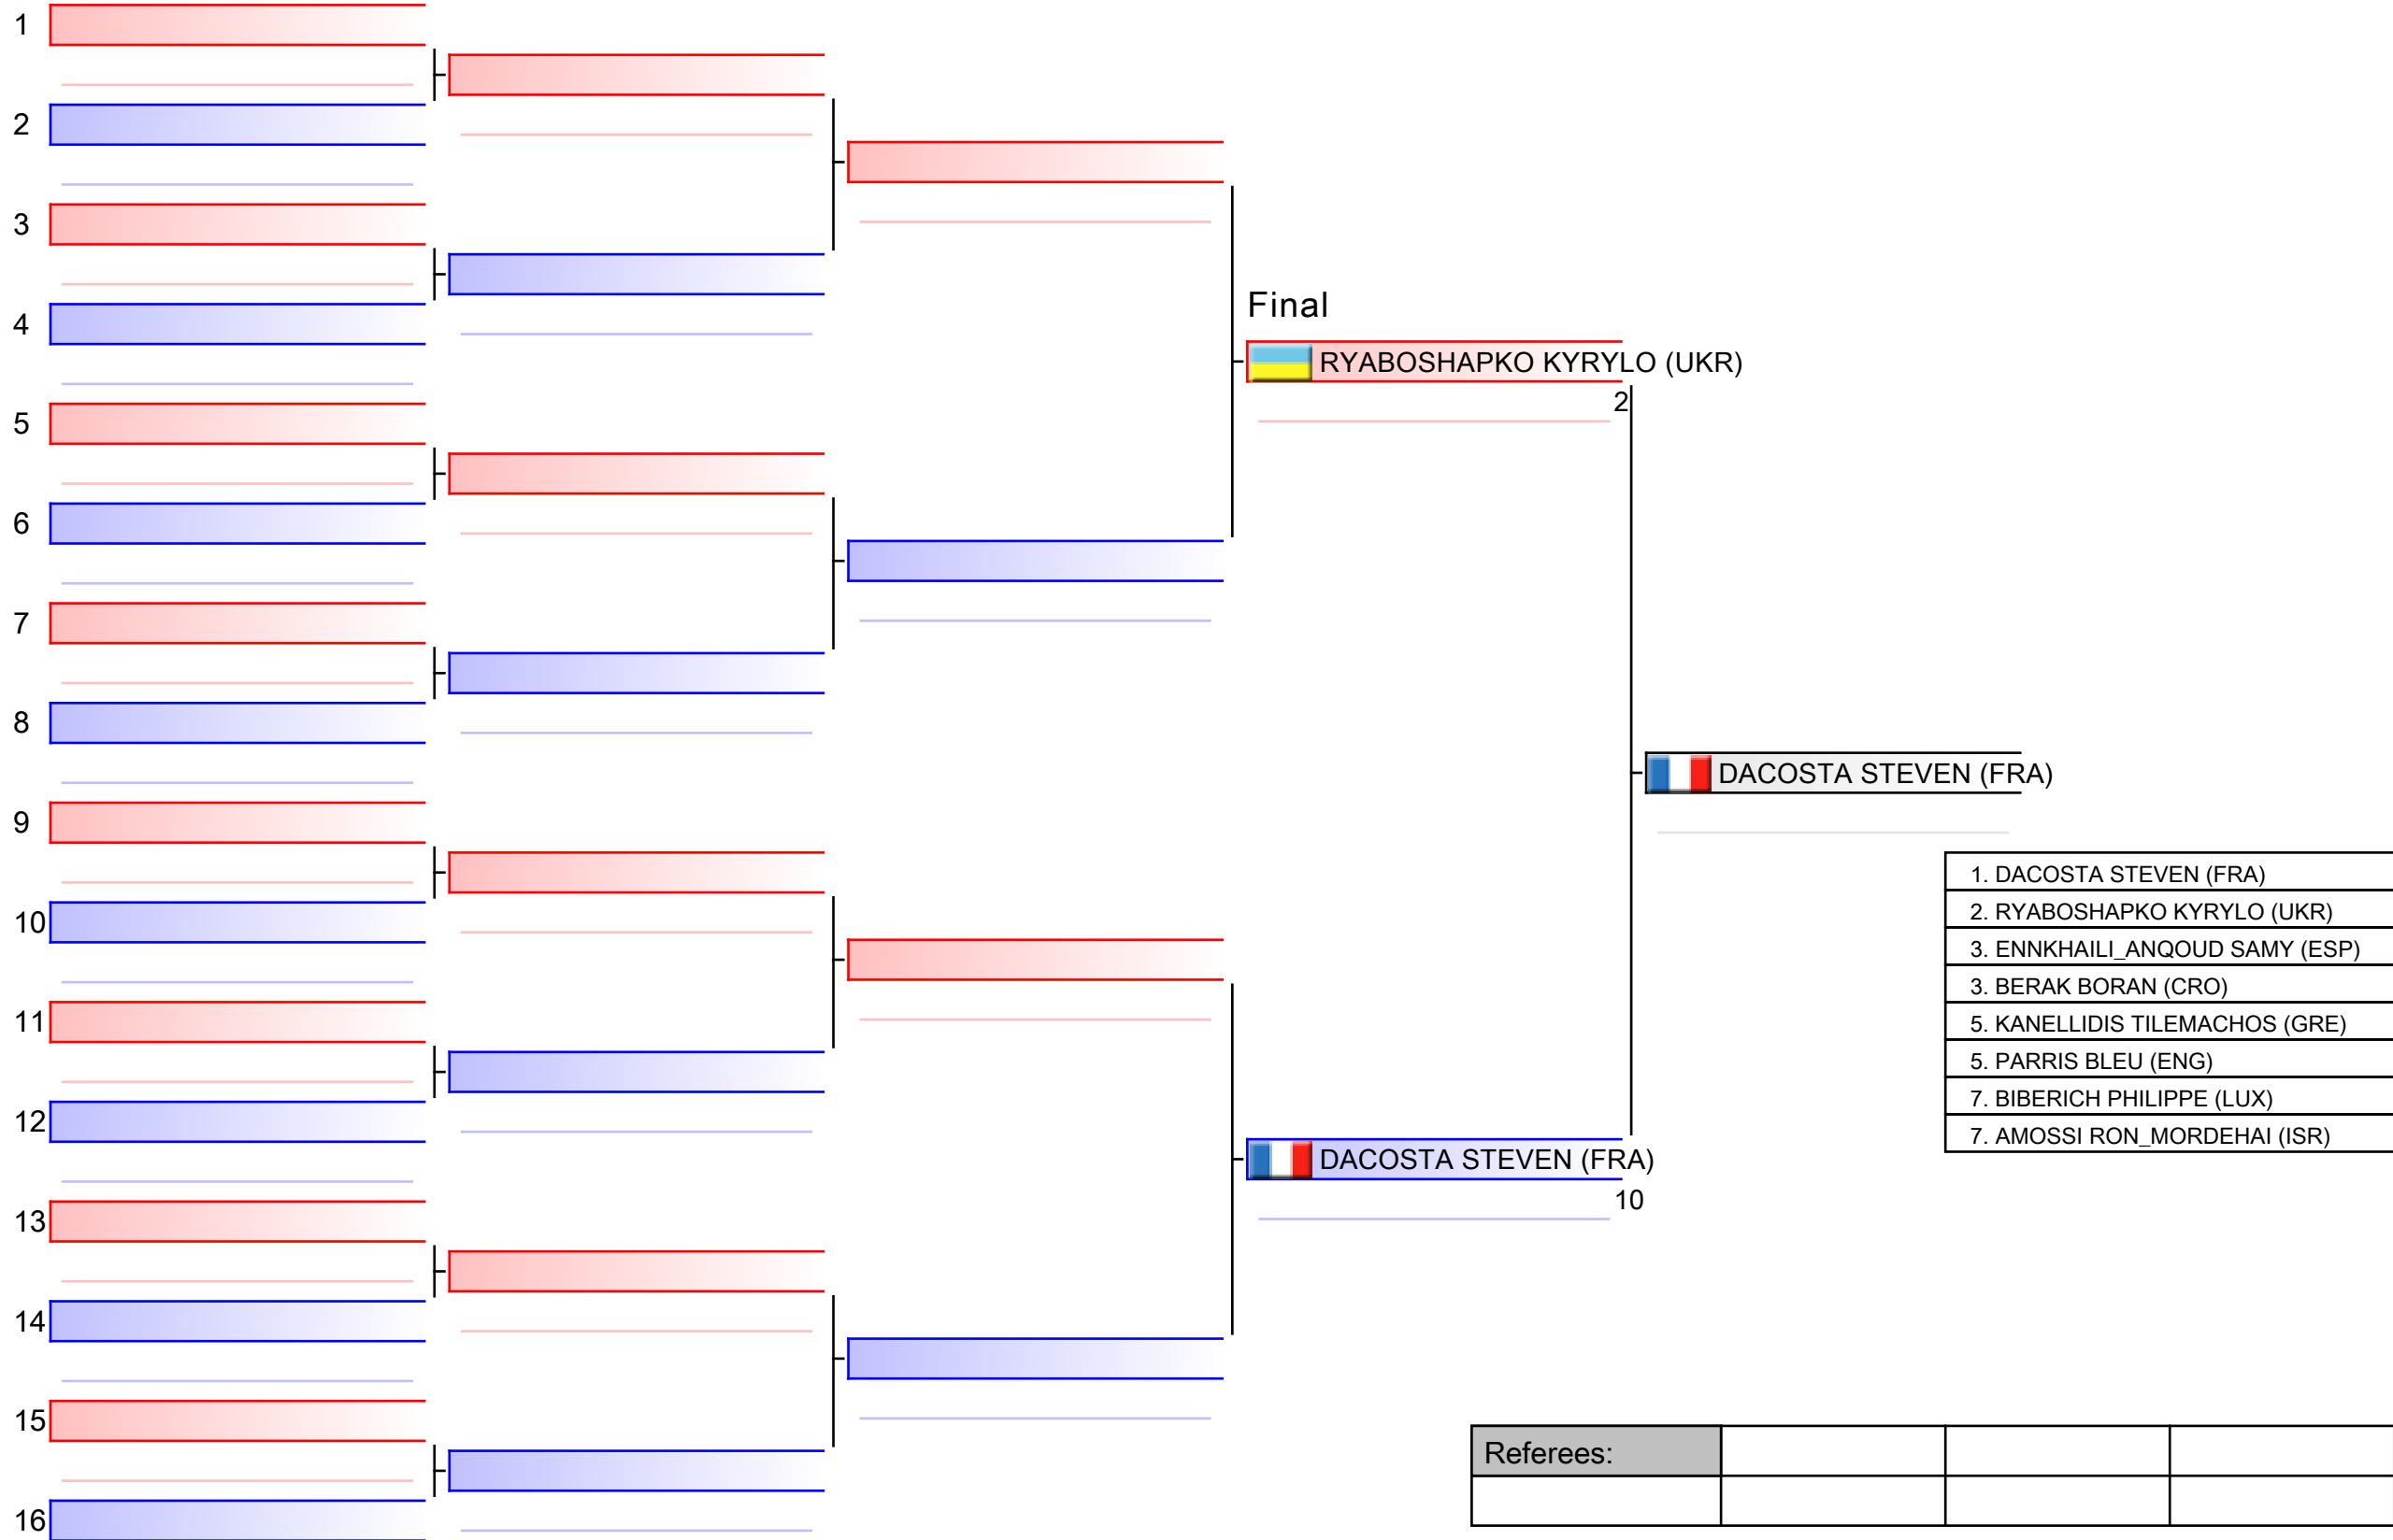 1
2
3
4
Final
RYABOSHAPKO KYRYLO (UKR)
2
5
6
7
8
DACOSTA STEVEN (FRA)
9
1. DACOSTA STEVEN (FRA)
2. RYABOSHAPKO KYRYLO (UKR)
10
3. ENNKHAILI_ANQOUD SAMY (ESP)
3. BERAK BORAN (CRO)
11
5. KANELLIDIS TILEMACHOS (GRE)
5. PARRIS BLEU (ENG)
7. BIBERICH PHILIPPE (LUX)
12
7. AMOSSI RON_MORDEHAI (ISR)
DACOSTA STEVEN (FRA)
10
13
14
15
Referees:
16